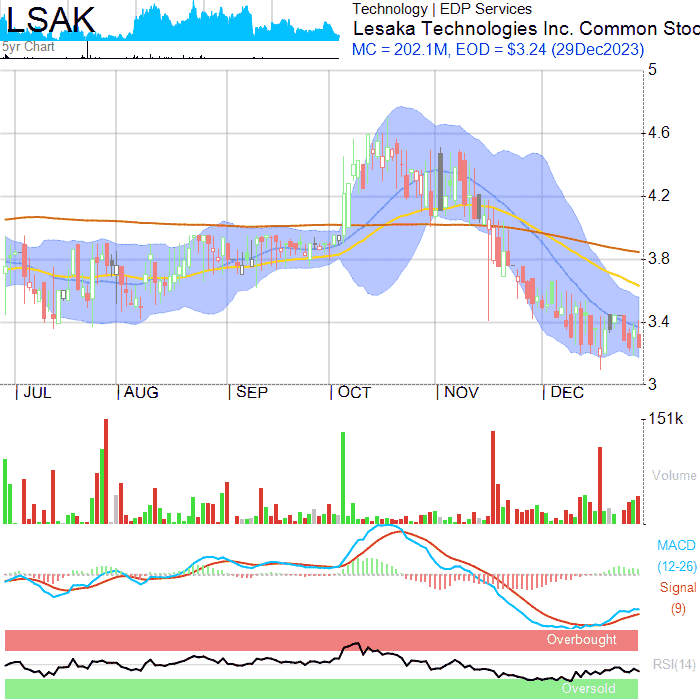 LSAK
Technology | EDP Services
Lesaka Technologies Inc. Common Stoc
MC = 202.1M, EOD = $3.24 (29Dec2023)
5yr Chart
5
4.6
4.2
3.8
3.4
3
| JUL | AUG | SEP | OCT | NOV | DEC
151k
Volume
MACD
(12-26)
Signal
(9)
Overbought
RSI(14)
Oversold